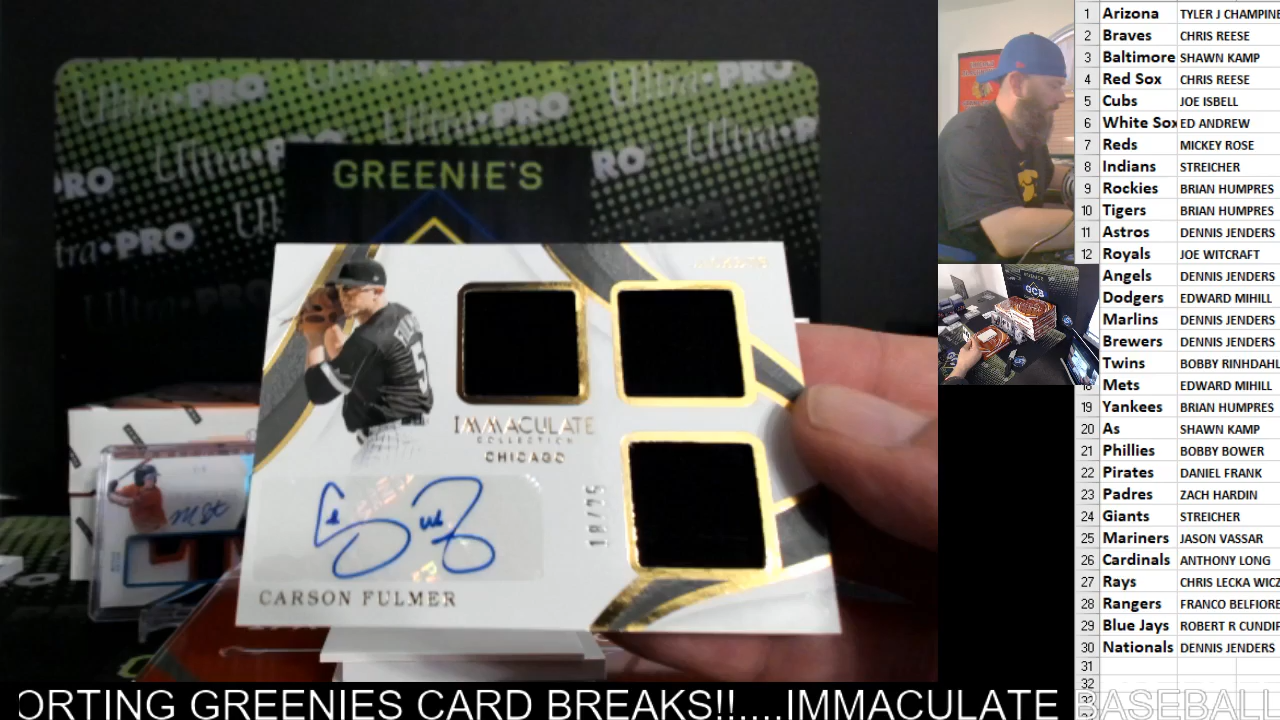 GREENIE'S
IMMACULATE
COLLECTION
CHICAGO
18/25
CARSON FULMER
Ultra•PRO
GCB
1 Arizona TYLER J CHAMPINE
2 Braves CHRIS REESE
3 Baltimore SHAWN KAMP
4 Red Sox CHRIS REESE
5 Cubs JOE ISBELL
6 White Sox ED ANDREW
7 Reds MICKEY ROSE
8 Indians STREICHER
9 Rockies BRIAN HUMPRES
10 Tigers BRIAN HUMPRES
11 Astros DENNIS JENDERS
12 Royals JOE WITCRAFT
Angels DENNIS JENDERS
Dodgers EDWARD MIHILL
Marlins DENNIS JENDERS
Brewers DENNIS JENDERS
Twins BOBBY RINHDAHL
18 Mets EDWARD MIHILL
19 Yankees BRIAN HUMPRES
20 As SHAWN KAMP
21 Phillies BOBBY BOWER
22 Pirates DANIEL FRANK
23 Padres ZACH HARDIN
24 Giants STREICHER
25 Mariners JASON VASSAR
26 Cardinals ANTHONY LONG
27 Rays CHRIS LECKA WICZ
28 Rangers FRANCO BELFIORE
29 Blue Jays ROBERT R CUNDIF
30 Nationals DENNIS JENDERS
31
32
ORTING GREENIES CARD BREAKS!!....IMMACULATE BASEBALL